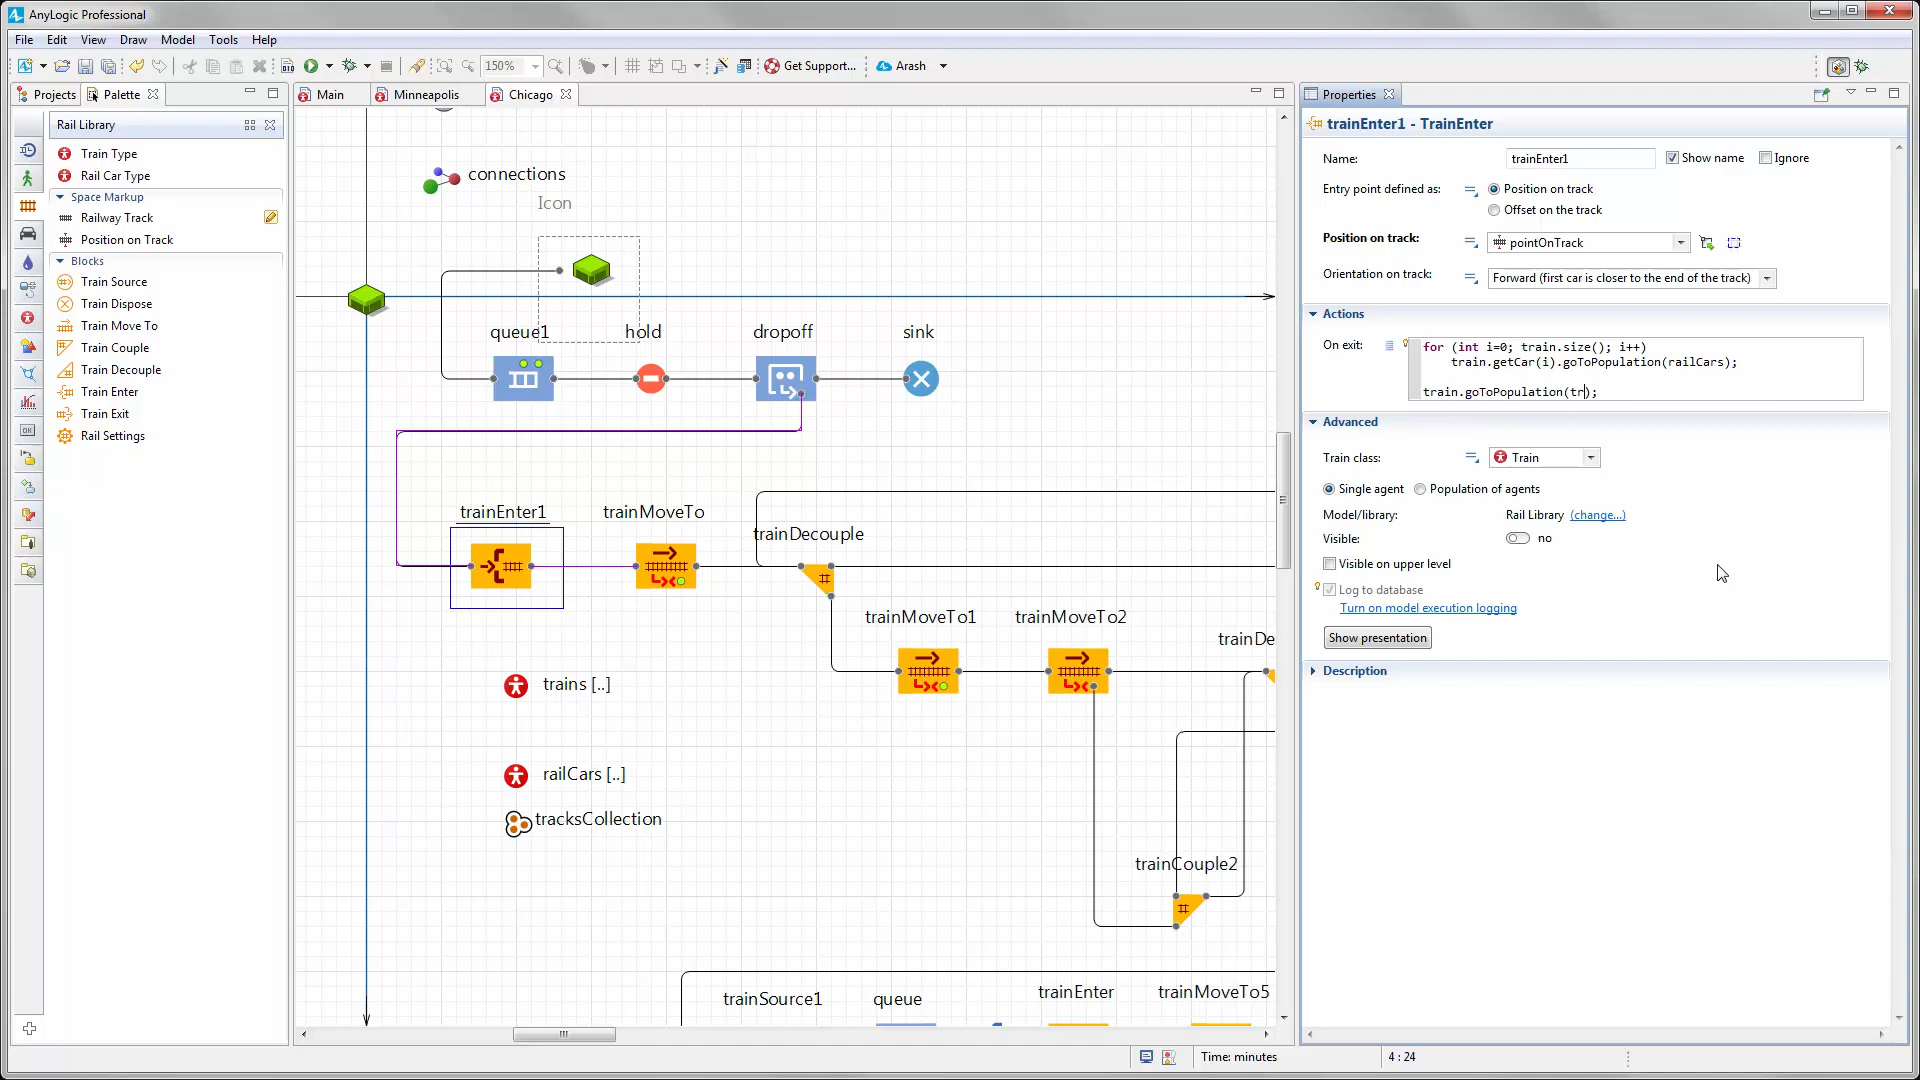 AnyLogic Professional
File Edit View Draw Model Tools Help
150% Get Support... Arash
Projects Palette
Main Minneapolis Chicago
Properties
Rail Library
Train Type
Rail Car Type
Space Markup
Railway Track
Position on Track
Blocks
Train Source
Train Dispose
Train Move To
Train Couple
Train Decouple
Train Enter
Train Exit
Rail Settings
connections
Icon
queue1 hold dropoff sink
trainEnter1 trainMoveTo
trainDecouple
trainMoveTo1 trainMoveTo2
trainDe
trains [..]
railCars [..]
tracksCollection
trainCouple2
trainSource1 queue trainEnter trainMoveTo5
trainEnter1 - TrainEnter
Name: trainEnter1 Show name Ignore
Entry point defined as: Position on track
Offset on the track
Position on track: pointOnTrack
Orientation on track: Forward (first car is closer to the end of the track)
Actions
On exit: for (int i=0; train.size(); i++)
train.getCar(i).goToPopulation(railCars);
train.goToPopulation(tr);
Advanced
Train class: Train
Single agent Population of agents
Model/library: Rail Library (change...)
Visible: no
Visible on upper level
Log to database
Turn on model execution logging
Show presentation
Description
Time: minutes 4 : 24